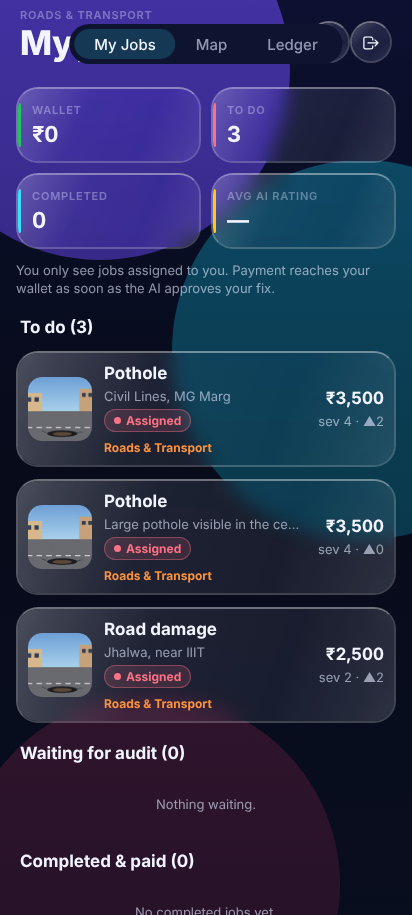 ROADS & TRANSPORT
My
My Jobs
Map
Ledger
WALLET
₹0
TO DO
3
COMPLETED
0
AVG AI RATING
—
You only see jobs assigned to you. Payment reaches your
wallet as soon as the AI approves your fix.
To do (3)
Pothole
Civil Lines, MG Marg
₹3,500
Assigned
sev 4 · ▲2
Roads & Transport
Pothole
Large pothole visible in the ce...
₹3,500
Assigned
sev 4 · ▲0
Roads & Transport
Road damage
Jhalwa, near IIIT
₹2,500
Assigned
sev 2 · ▲2
Roads & Transport
Waiting for audit (0)
Nothing waiting.
Completed & paid (0)
No completed jobs yet